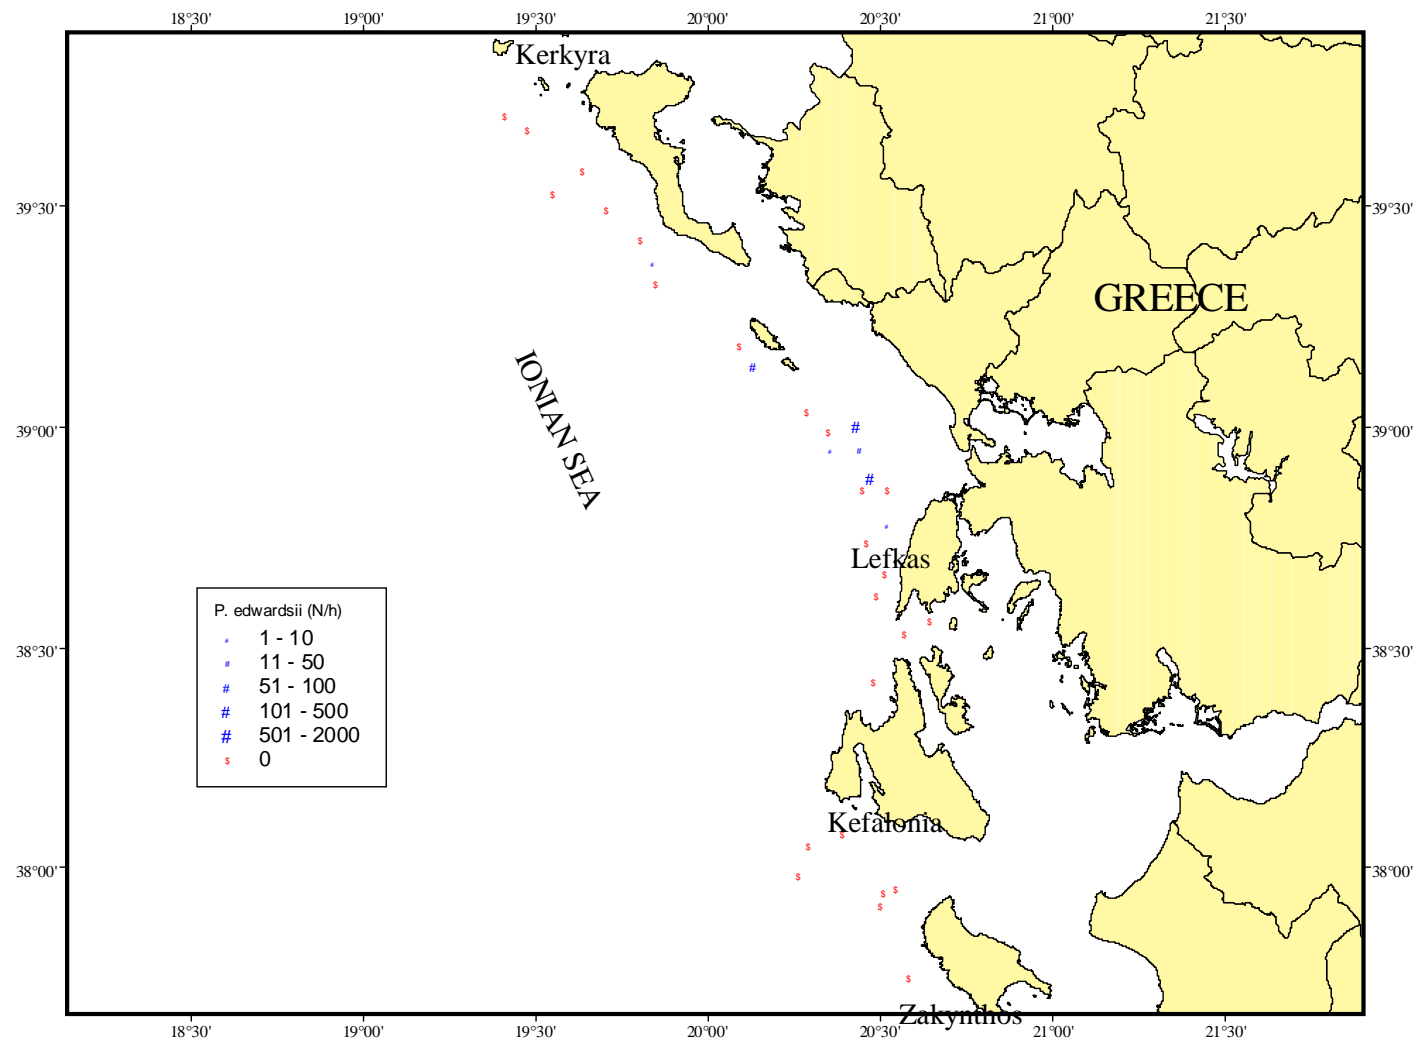 18°30' 19°00' 19°30' 20°00' 20°30' 21°00' 21°30'
Kerkyra
$
$
$
$
$
39°30' 39°30'
$
#
$
GREECE
$
#
IONIAN SEA
$
#
39°00' 39°00'
$
# #
#
$ $
#
$
Lefkas
$
$
$
$
38°30' 38°30'
$
P. edwardsii (N/h)
# 1 - 10
# 11 - 50
# 51 - 100
# 101 - 500
# 501 - 2000
$ 0
Kefalonia
$
$
38°00' 38°00'
$
$
$
$
$
Zakynthos
18°30' 19°00' 19°30' 20°00' 20°30' 21°00' 21°30'